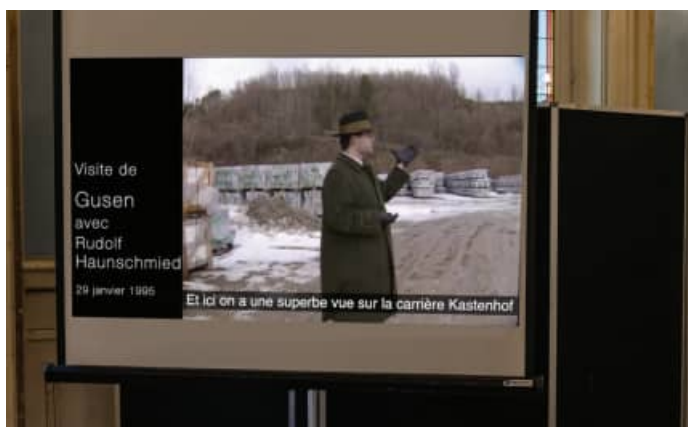 Visite de
Gusen
avec
Rudolf
Haunschmied
29 janvier 1995
Et ici on a une superbe vue sur la carrière Kastenhof